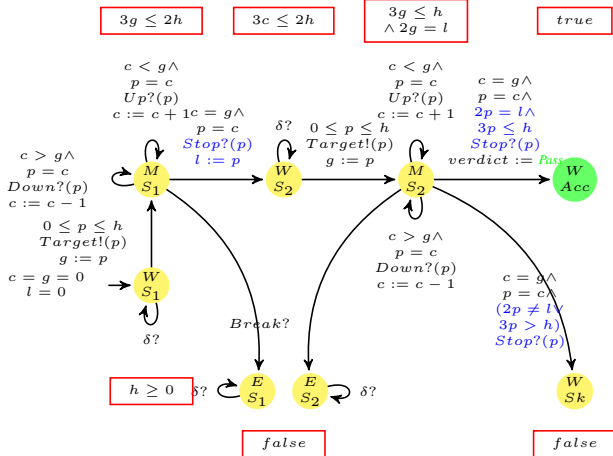 3g ≤ 2h
3c ≤ 2h
3g ≤ h
∧ 2g = l
true
c < g∧
p = c
Up?(p)
c := c + 1
c = g∧
p = c
Stop?(p)
l := p
δ?
0 ≤ p ≤ h
Target!(p)
g := p
c < g∧
p = c
Up?(p)
c := c + 1
c = g∧
p = c∧
2p = l∧
3p ≤ h
Stop?(p)
verdict := Pass
c > g∧
p = c
Down?(p)
c := c − 1
M
S1
W
S2
M
S2
W
Acc
0 ≤ p ≤ h
Target!(p)
g := p
c > g∧
p = c
Down?(p)
c := c − 1
c = g = 0
l = 0
W
S1
δ?
c = g∧
p = c∧
(2p ≠ l∨
3p > h)
Stop?(p)
Break?
h ≥ 0
δ?
E
S1
E
S2
δ?
W
Sk
false
false